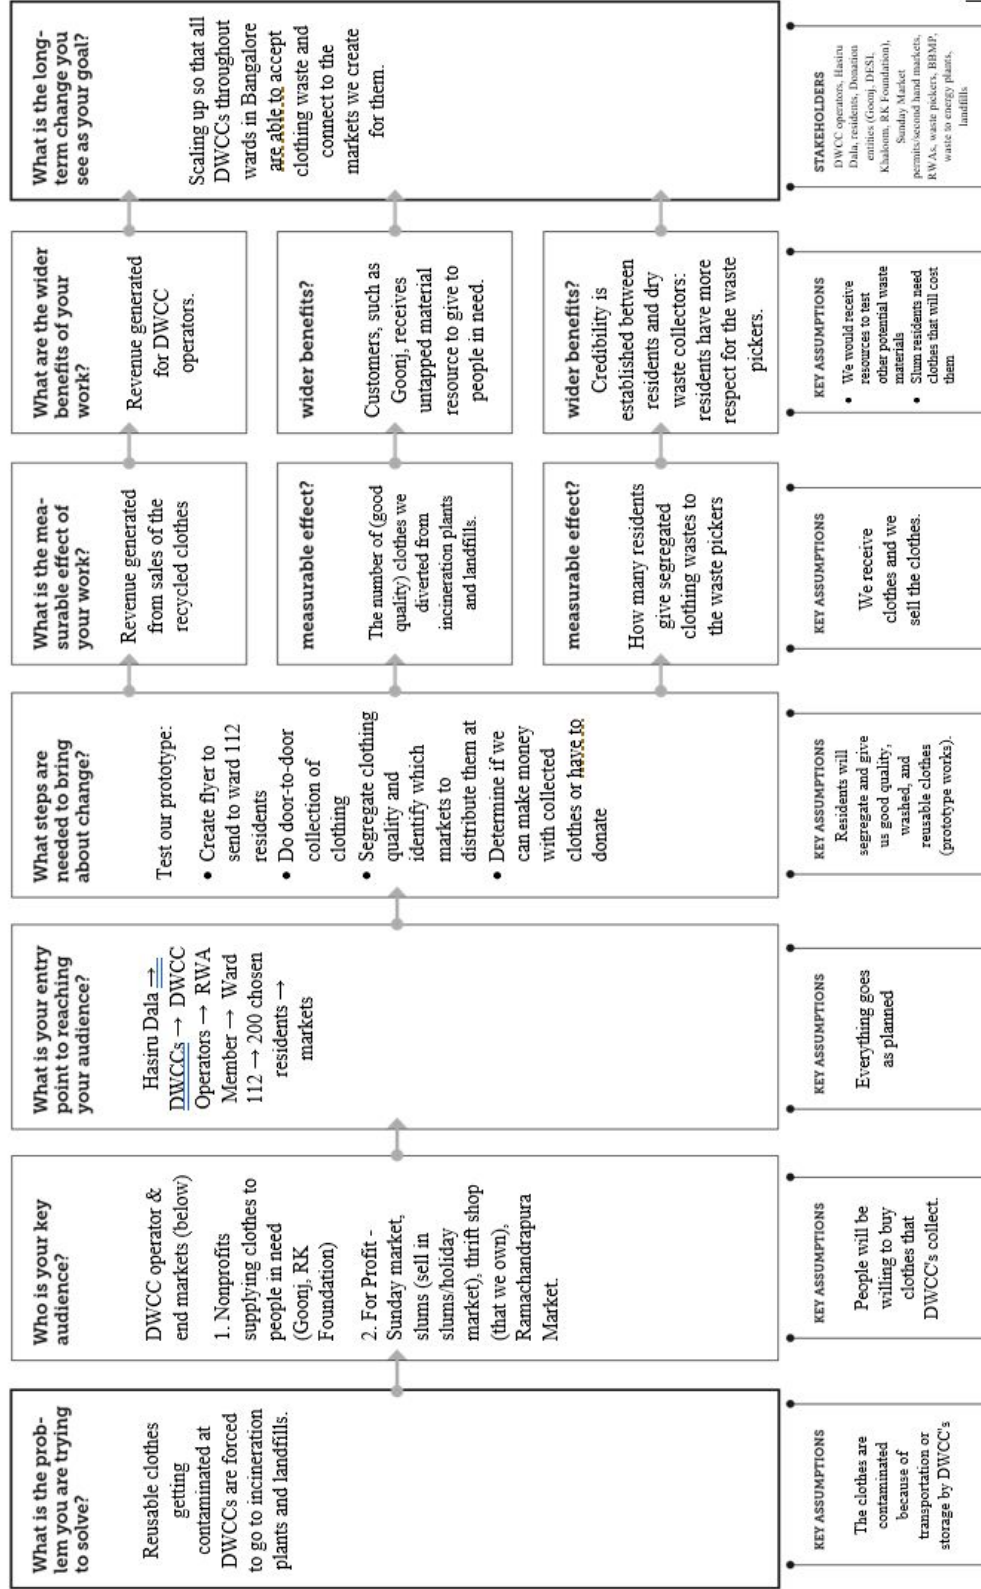 What is the prob-
lem you are trying
to solve?
Reusable clothes
getting
contaminated at
DWCCs are forced
to go to incineration
plants and landfills.
Who is your key
audience?
DWCC operator &
end markets (below)
1. Nonprofits
supplying clothes to
people in need
(Goonj, RK
Foundation)
2. For Profit -
Sunday market,
slums (sell in
slums/holiday
market), thrift shop
(that we own),
Ramachandrapura
Market.
What is your entry
point to reaching
your audience?
Hasiru Dala →
DWCCs → DWCC
Operators → RWA
Member → Ward
112 → 200 chosen
residents →
markets
What steps are
needed to bring
about change?
Test our prototype:
• Create flyer to
send to ward 112
residents
• Do door-to-door
collection of
clothing
• Segregate clothing
quality and
identify which
markets to
distribute them at
• Determine if we
can make money
with collected
clothes or have to
donate
What is the mea-
surable effect of
your work?
Revenue generated
from sales of the
recycled clothes
measurable effect?
The number of (good
quality) clothes we
diverted from
incineration plants
and landfills.
measurable effect?
How many residents
give segregated
clothing wastes to
the waste pickers
What are the wider
benefits of your
work?
Revenue generated
for DWCC
operators.
wider benefits?
Customers, such as
Goonj, receives
untapped material
resource to give to
people in need.
wider benefits?
Credibility is
established between
residents and dry
waste collectors:
residents have more
respect for the waste
pickers.
What is the long-
term change you
see as your goal?
Scaling up so that all
DWCCs throughout
wards in Bangalore
are able to accept
clothing waste and
connect to the
markets we create
for them.
KEY ASSUMPTIONS
The clothes are
contaminated
because of
transportation or
storage by DWCC's
KEY ASSUMPTIONS
People will be
willing to buy
clothes that
DWCC's collect.
KEY ASSUMPTIONS
Everything goes
as planned
KEY ASSUMPTIONS
Residents will
segregate and give
us good quality,
washed, and
reusable clothes
(prototype works).
KEY ASSUMPTIONS
We receive
clothes and we
sell the clothes.
KEY ASSUMPTIONS
• We would receive
resources to test
other potential waste
materials
• Slum residents need
clothes that will cost
them
STAKEHOLDERS
DWCC operators, Hasiru
Dala, residents, Donation
entities (Goonj, DESI,
Khaloom, RK Foundation),
Sunday Market
permits/second hand markets,
RWAs, waste pickers, BBMP,
waste to energy plants,
landfills